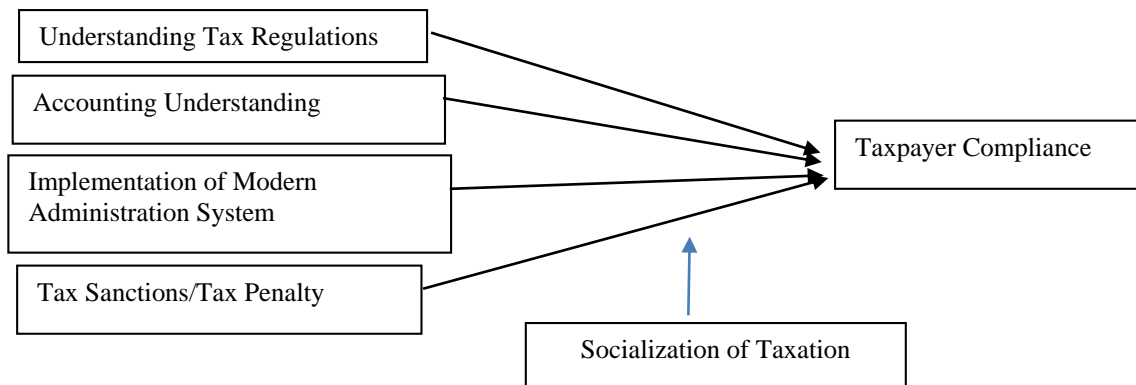 Understanding Tax Regulations
Accounting Understanding
Taxpayer Compliance
Implementation of Modern
Administration System
Tax Sanctions/Tax Penalty
Socialization of Taxation